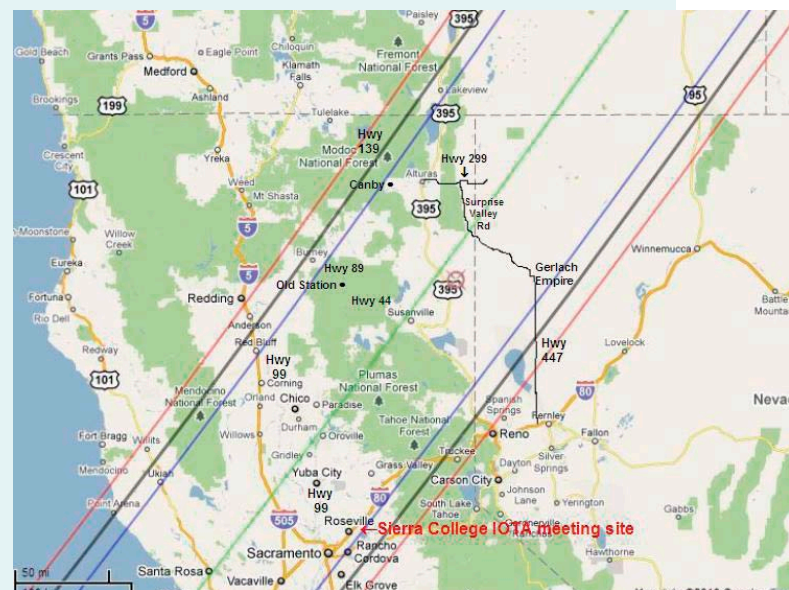 395
Paisley
5
Gold Beach
Eagle Point
Chiloquin
Grants Pass
Fremont
National Forest
Medford
Klamath
Falls
Ashland
Lakeview
95
Brookings
199
Tulelake
395
Hwy
139
Modoc
National Forest
Hwy 299
↓
Crescent
City
Yreka
Alturas
Canby
101
Weed
Mt Shasta
395
Surprise
Valley
Rd
Moonstone
Willow
Creek
5
Winnemucca
Burney
Eureka
5
Hwy 89
Gerlach
Empire
Old Station
395
Fortuna
Redding
Hwy 44
Battle
Mounta
Rio Dell
Anderson
Susanville
Redway
Red Bluff
Hwy
447
Lovelock
101
Hwy
99
Plumas
National Forest
80
Mendocino
National Forest
Corning
Chico
Paradise
Spanish
Springs
Fort Bragg
Orland
Durham
Tahoe National
Forest
Fernley
Nevad
Willits
Willows
Oroville
Reno
Fallon
Mendocino
Gridley
Truckee
Ukiah
Grass Valley
Silver
Springs
Yuba City
Carson City
Dayton
Point Arena
Hwy
99
80
Johnson
Lane
Yerington
Gabbs
505
Roseville
South Lake
Tahoe
←Sierra College IOTA meeting site
Gardnerville
Ranchos
Sacramento
Rancho
Cordova
Hawthorne
50 mi
Santa Rosa
Vacaville
Elk Grove